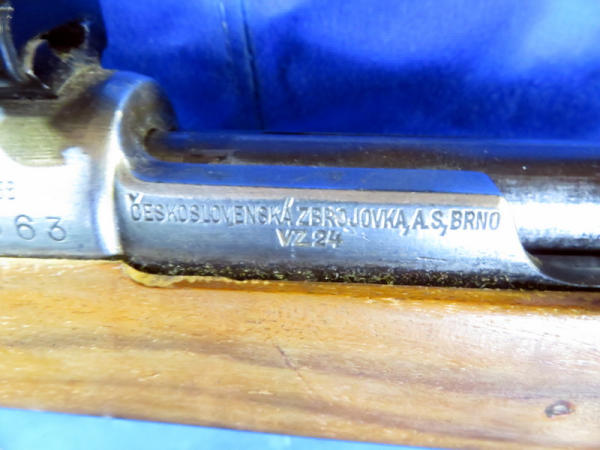 ČESKOSLOVENSKÁ ZBROJOVKA, A.S., BRNO
VZ 24
63